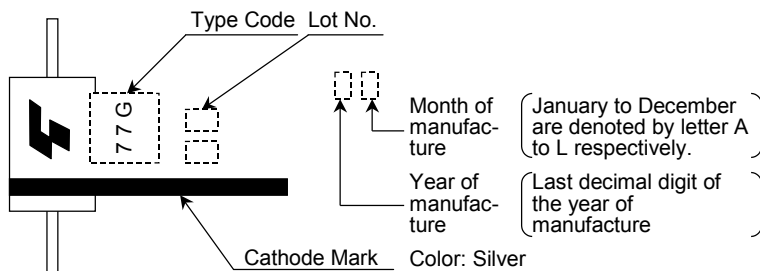 Type Code
Lot No.
77G
Month of
manufac-
ture
January to December
are denoted by letter A
to L respectively.
Year of
manufac-
ture
Last decimal digit of
the year of
manufacture
Cathode Mark
Color: Silver